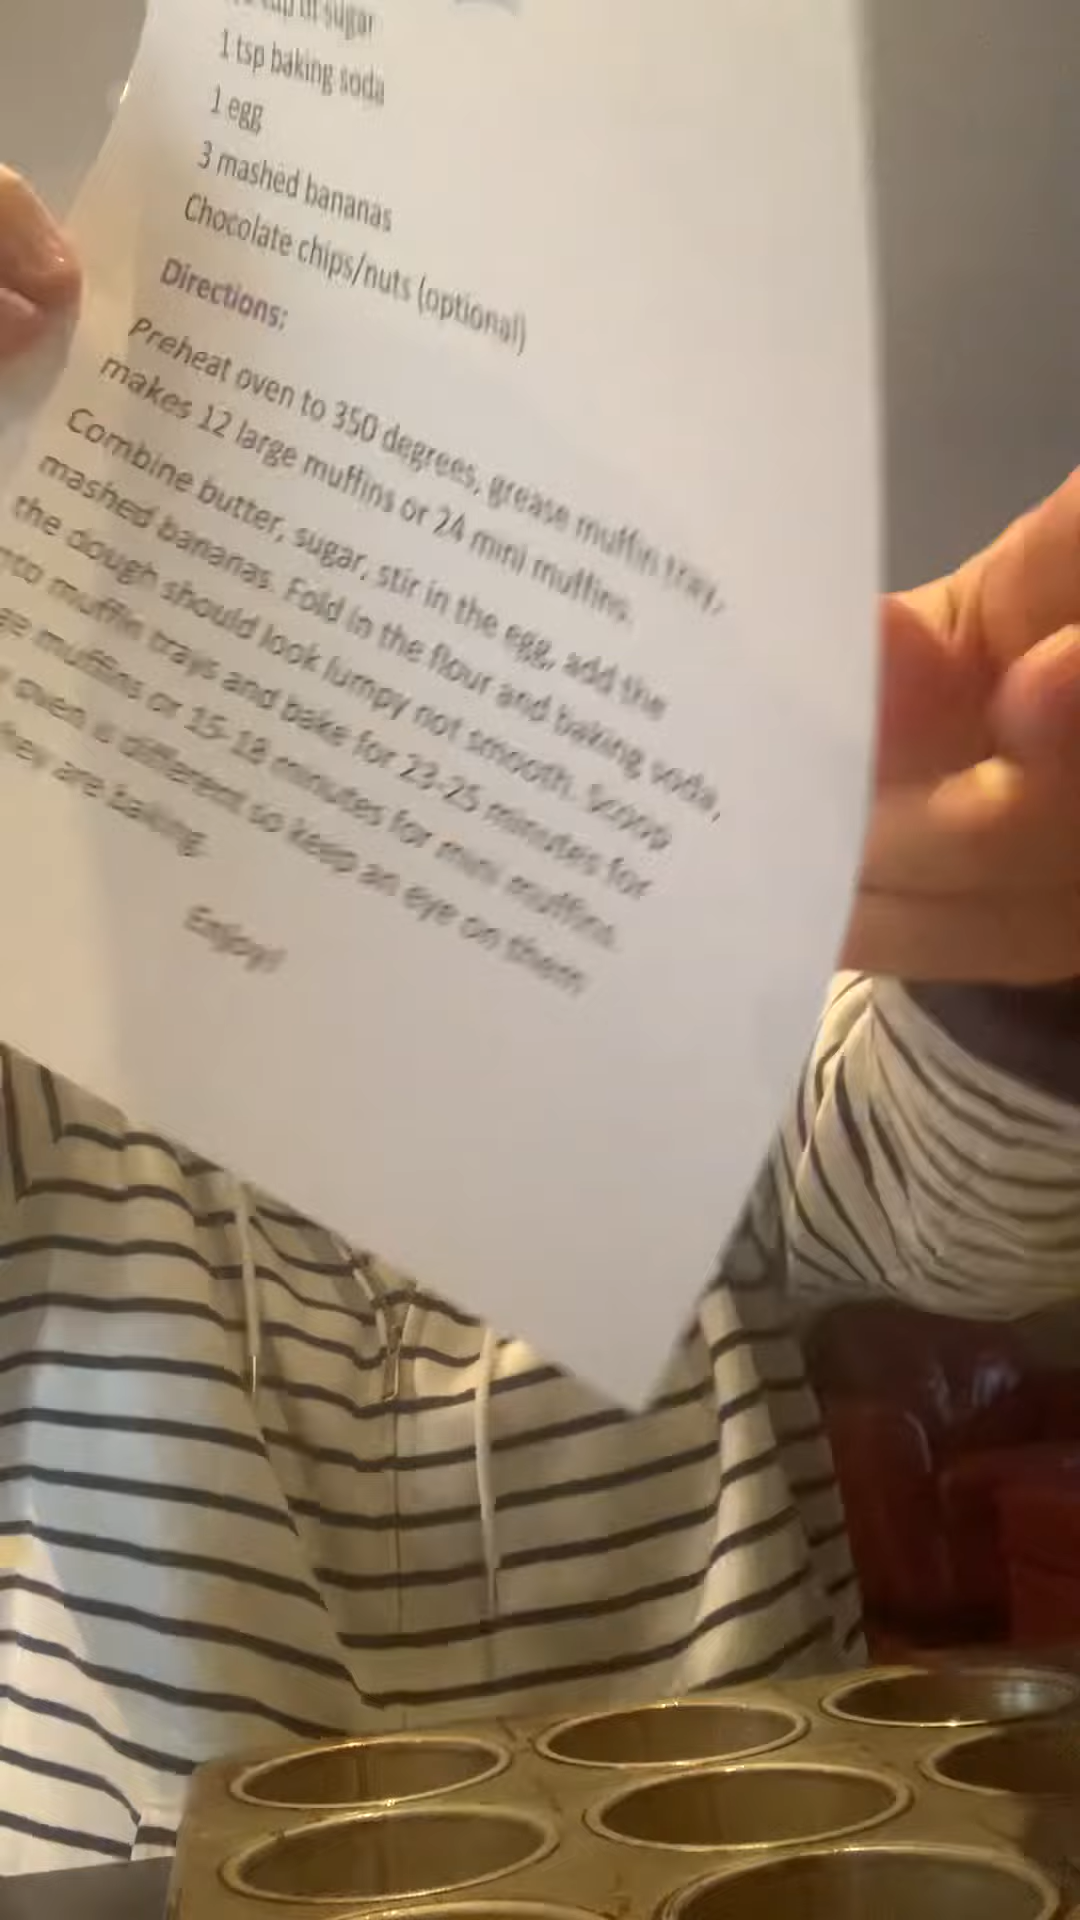 of sugar
1 tsp baking soda
1 egg
3 mashed bananas
Chocolate chips/nuts (optional)
Directions:
Preheat oven to 350 degrees, grease muffin tray,
makes 12 large muffins or 24 mini muffins.
Combine butter, sugar, stir in the egg, add the
mashed bananas. Fold in the flour and baking soda,
the dough should look lumpy not smooth. Scoop
muffin trays and bake for 23-25 minutes for
muffins or 15-18 minutes for mini muffins.
oven is different so keep an eye on them
are baking.
Enjoy!